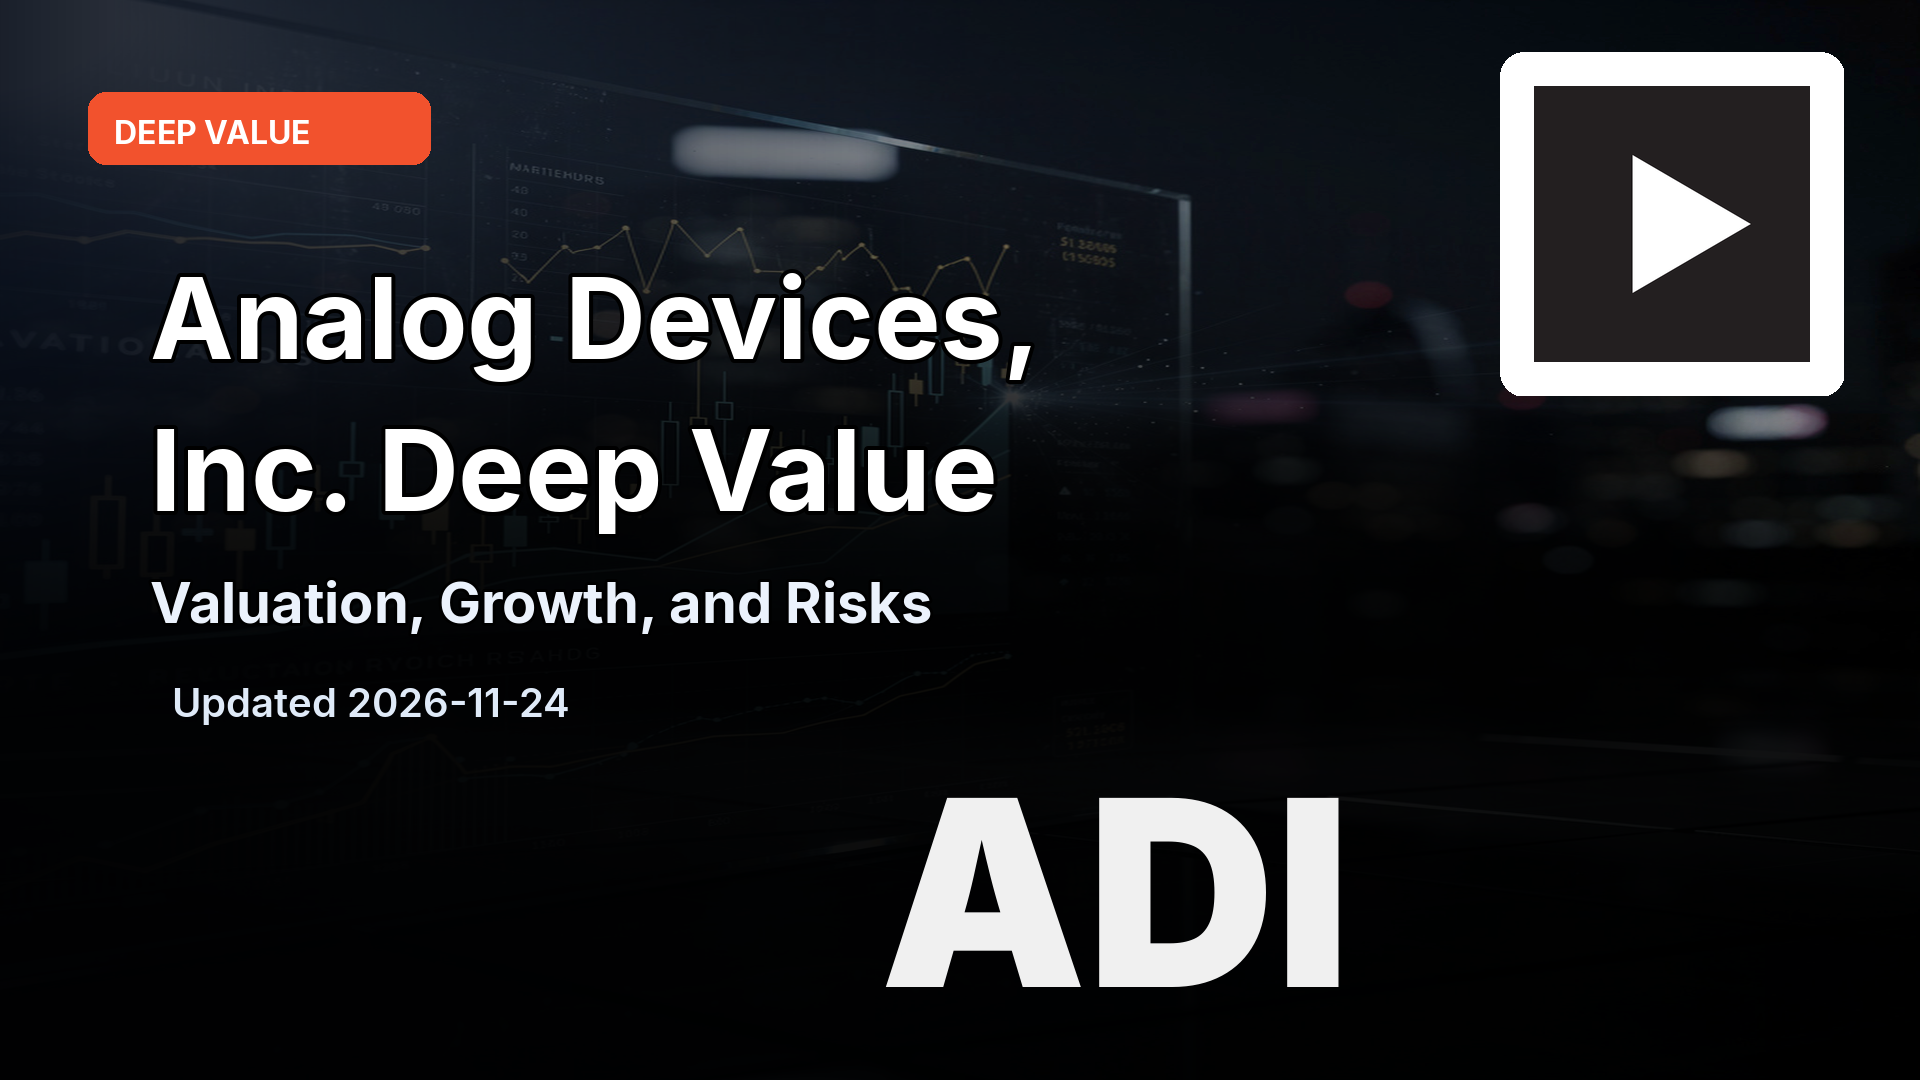 DEEP VALUE
Analog Devices,
Inc. Deep Value
Valuation, Growth, and Risks
Updated 2026-11-24
ADI